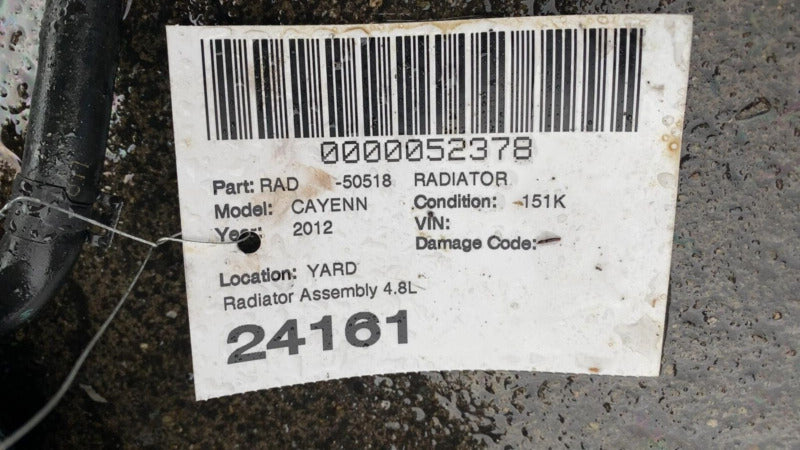 0000052378
Part: RAD -50518 RADIATOR
Model: CAYENN Condition: 151K
Year: 2012 VIN:
Damage Code:
Location: YARD
Radiator Assembly 4.8L
24161